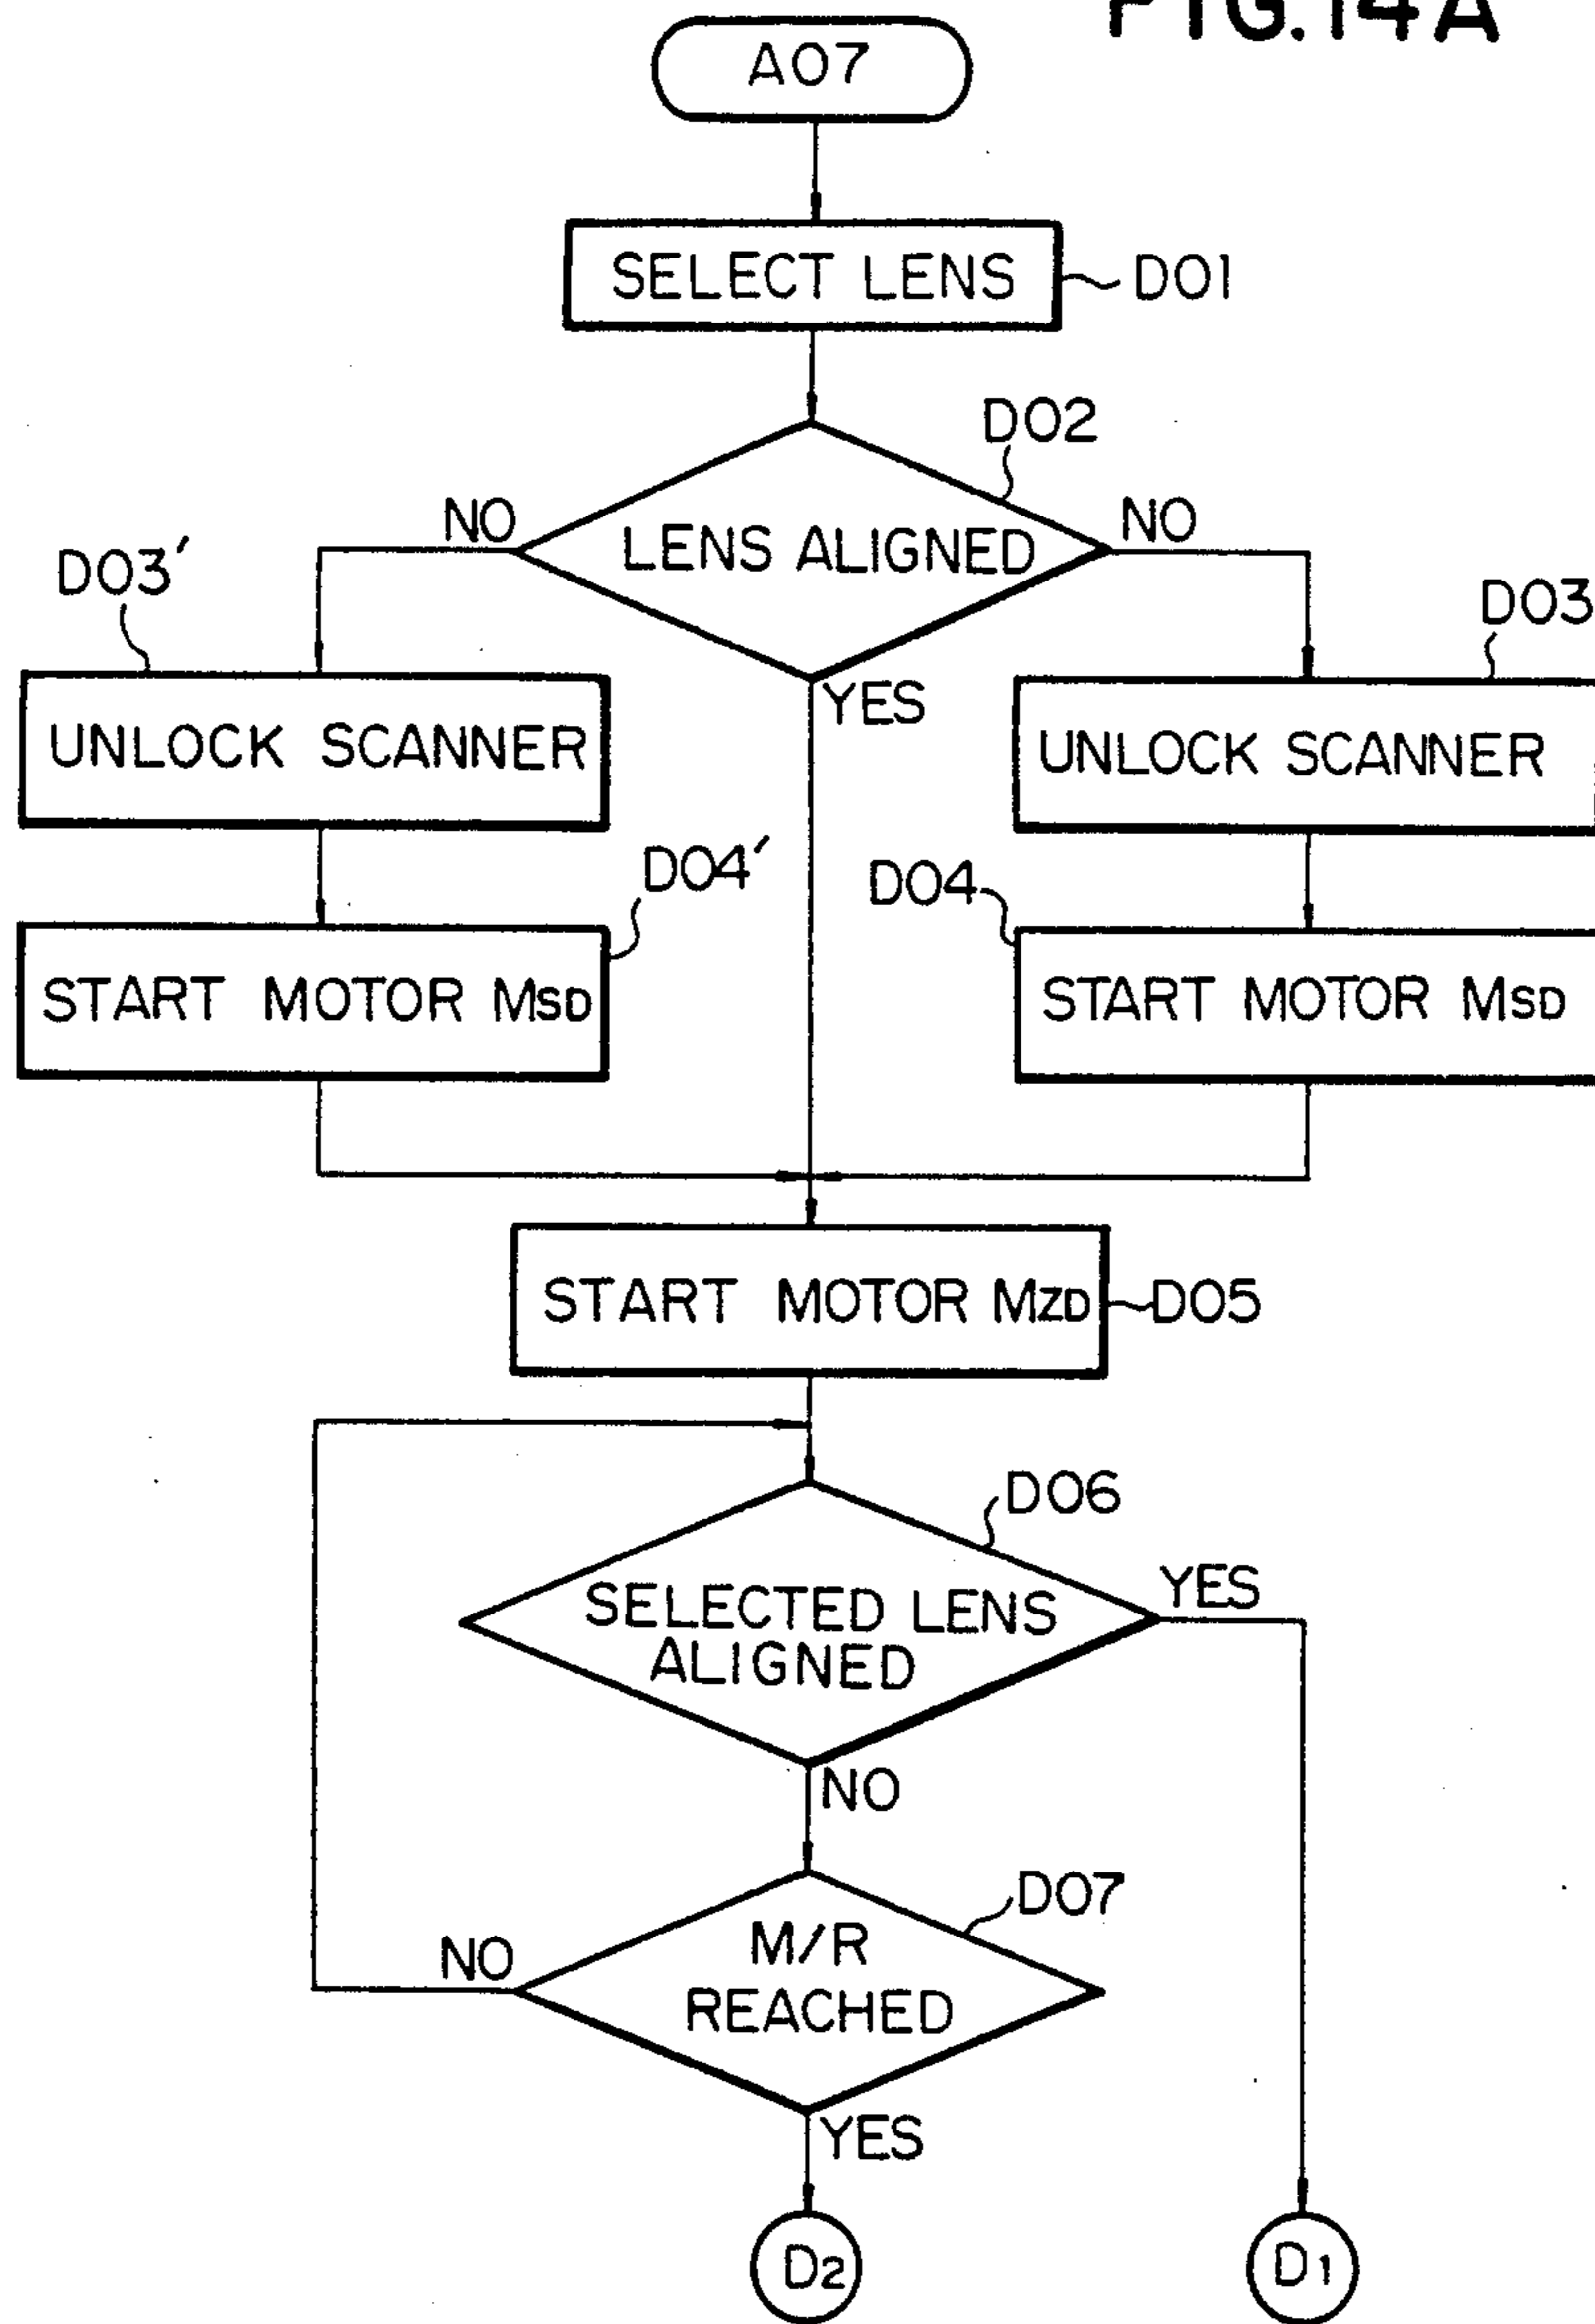 FIG.14A
A07
SELECT LENS
D01
D02
NO
LENS ALIGNED
NO
D03′
D03
YES
UNLOCK SCANNER
UNLOCK SCANNER
D04′
D04
START MOTOR MSD
START MOTOR MSD
START MOTOR MZD
D05
D06
YES
SELECTED LENS
ALIGNED
NO
D07
NO
M/R
REACHED
YES
D2
D1